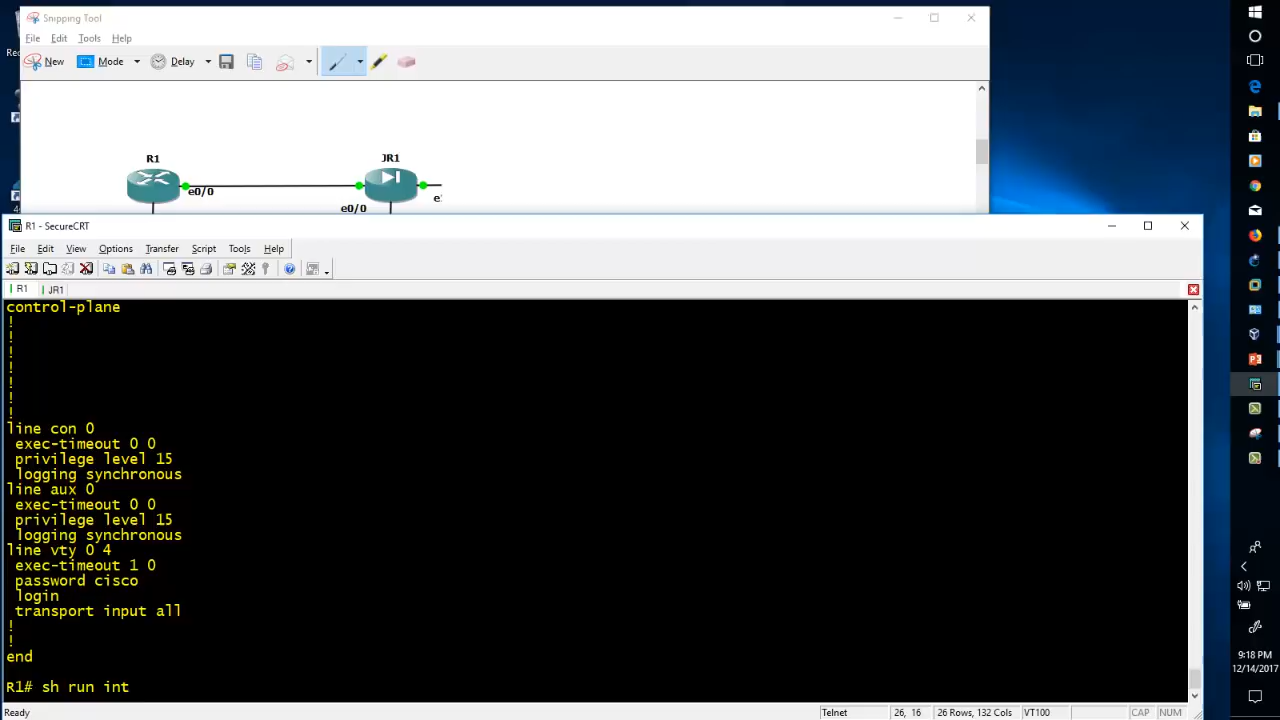 Snipping Tool
File Edit Tools Help
New Mode Delay
R1 JR1
e0/0
e0/0
R1 - SecureCRT
File Edit View Options Transfer Script Tools Help
R1 JR1
control-plane
!
!
!
!
!
!
!
line con 0
exec-timeout 0 0
privilege level 15
logging synchronous
line aux 0
exec-timeout 0 0
privilege level 15
logging synchronous
line vty 0 4
exec-timeout 1 0
password cisco
login
transport input all
!
!
end
R1# sh run int
Ready Telnet 26, 16 26 Rows, 132 Cols VT100 CAP NUM
9:18 PM
12/14/2017